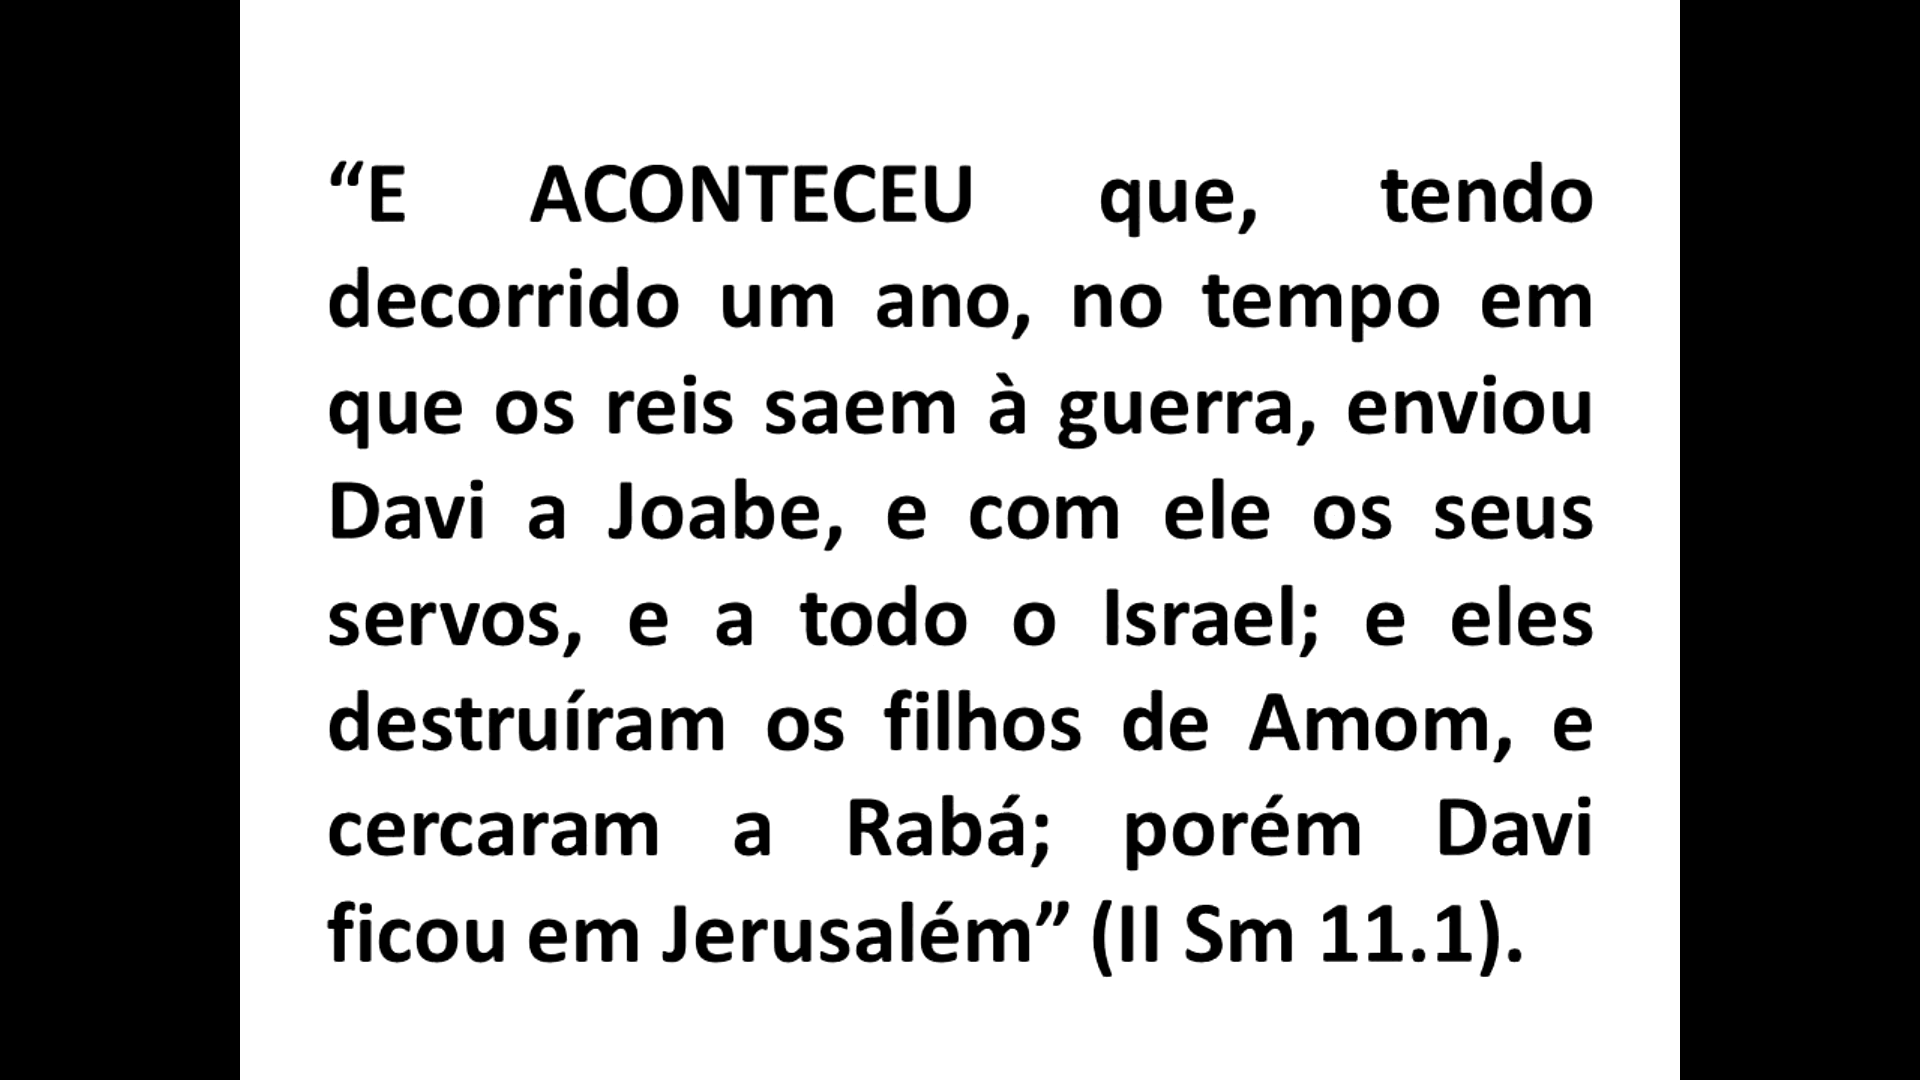 “E ACONTECEU que, tendo
decorrido um ano, no tempo em
que os reis saem à guerra, enviou
Davi a Joabe, e com ele os seus
servos, e a todo o Israel; e eles
destruíram os filhos de Amom, e
cercaram a Rabá; porém Davi
ficou em Jerusalém” (II Sm 11.1).